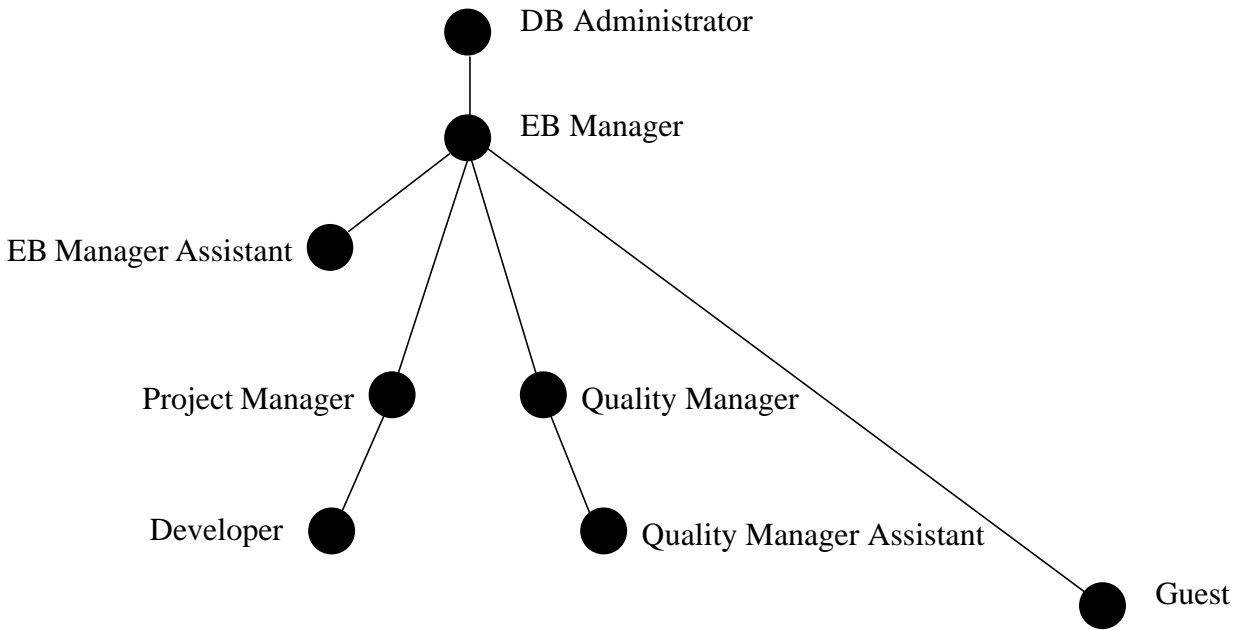 DB Administrator
EB Manager
EB Manager Assistant
Project Manager
Quality Manager
Developer
Quality Manager Assistant
Guest